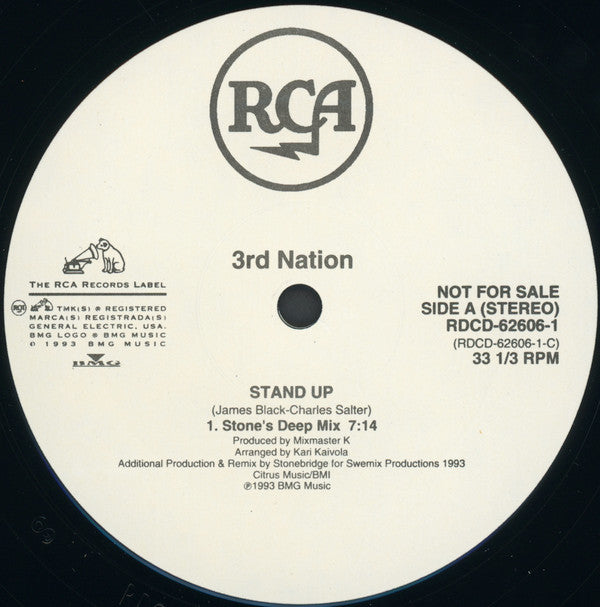 RCA
3rd Nation
THE RCA RECORDS LABEL
RCA TMK(S) ® REGISTERED
MARCA(S) REGISTRADA(S)
GENERAL ELECTRIC, USA.
BMG LOGO ® BMG MUSIC
© 1993 BMG MUSIC
BMG
NOT FOR SALE
SIDE A (STEREO)
RDCD-62606-1
(RDCD-62606-1-C)
33 1/3 RPM
STAND UP
(James Black-Charles Salter)
1. Stone's Deep Mix 7:14
Produced by Mixmaster K
Arranged by Kari Kaivola
Additional Production & Remix by Stonebridge for Swemix Productions 1993
Citrus Music/BMI
℗1993 BMG Music